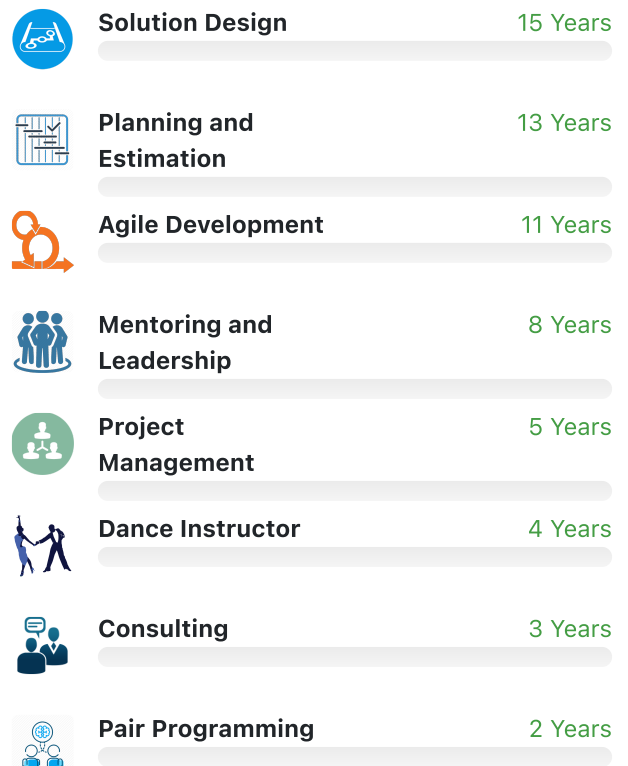 Solution Design 15 Years
Planning and 13 Years
Estimation
Agile Development 11 Years
Mentoring and 8 Years
Leadership
Project 5 Years
Management
Dance Instructor 4 Years
Consulting 3 Years
Pair Programming 2 Years